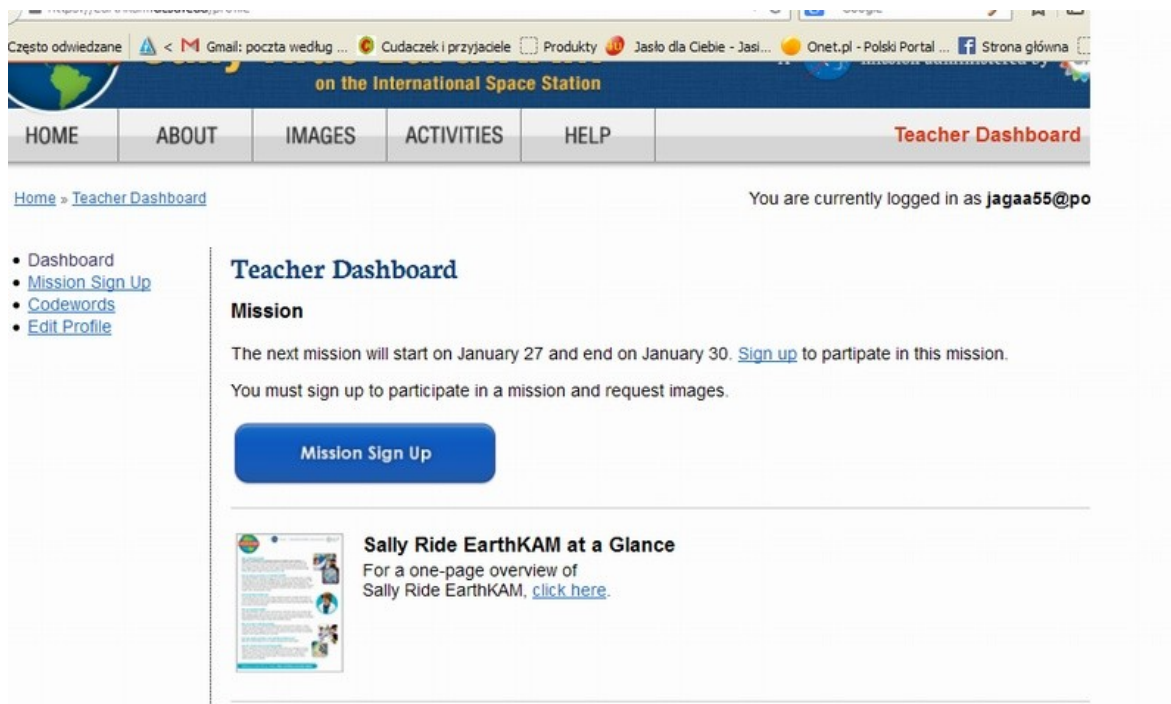 Często odwiedzane < Gmail: poczta według ... Cudaczek i przyjaciele Produkty Jasło dla Ciebie - Jasi... Onet.pl - Polski Portal ... Strona główna
on the International Space Station
HOME ABOUT IMAGES ACTIVITIES HELP Teacher Dashboard
Home » Teacher Dashboard You are currently logged in as jagaa55@po
• Dashboard
• Mission Sign Up
• Codewords
• Edit Profile
Teacher Dashboard
Mission
The next mission will start on January 27 and end on January 30. Sign up to partipate in this mission.
You must sign up to participate in a mission and request images.
Mission Sign Up
Sally Ride EarthKAM at a Glance
For a one-page overview of
Sally Ride EarthKAM, click here.